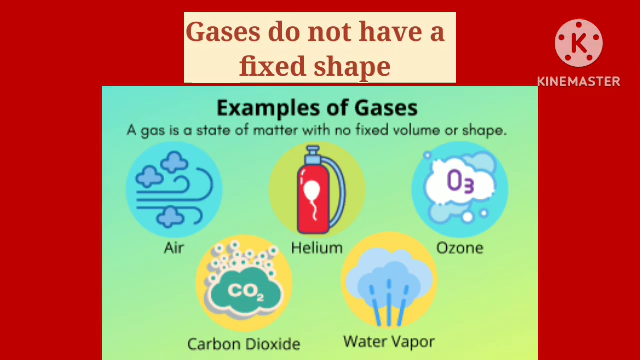 Gases do not have a
fixed shape
KINEMASTER
Examples of Gases
A gas is a state of matter with no fixed volume or shape.
O3
Air
Helium
Ozone
CO2
Carbon Dioxide
Water Vapor